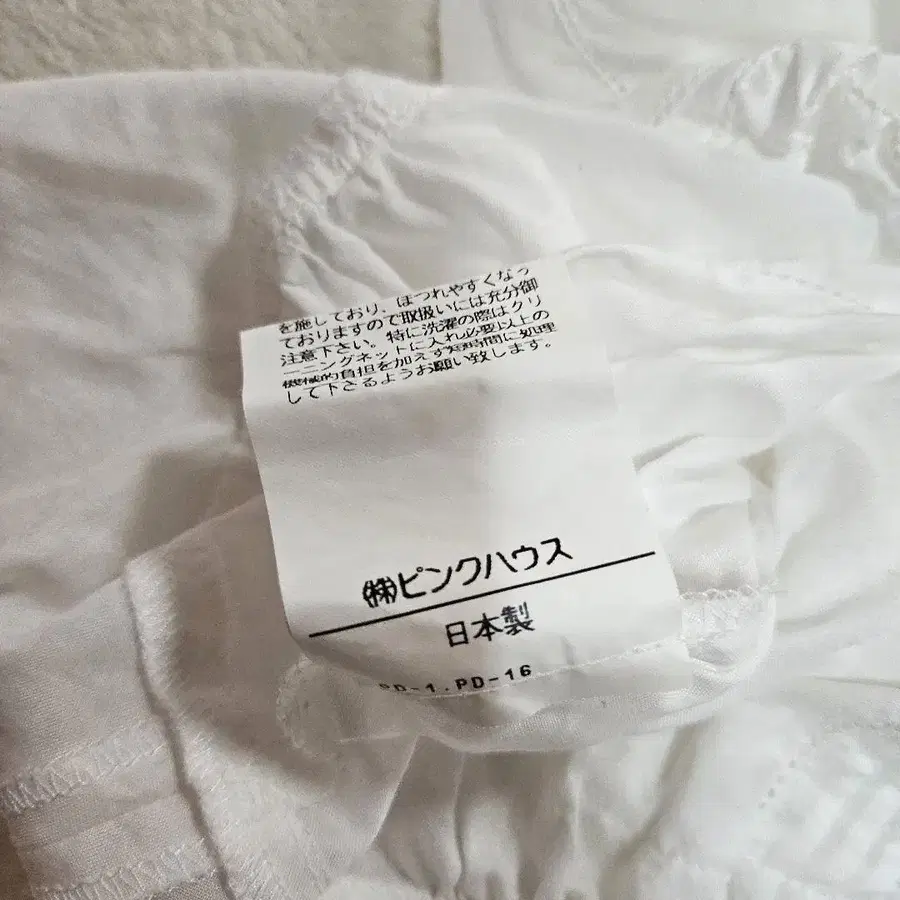 を施しており、ほつれやすくなっ
ておりますので取扱いには充分御
注意下さい。特に洗濯の際はクリ
ーニングネットに入れ必要以上の
機械的負担を加えず短時間に処理
して下さるようお願い致します。
㈱ピンクハウス
日本製
PD-1.PD-16